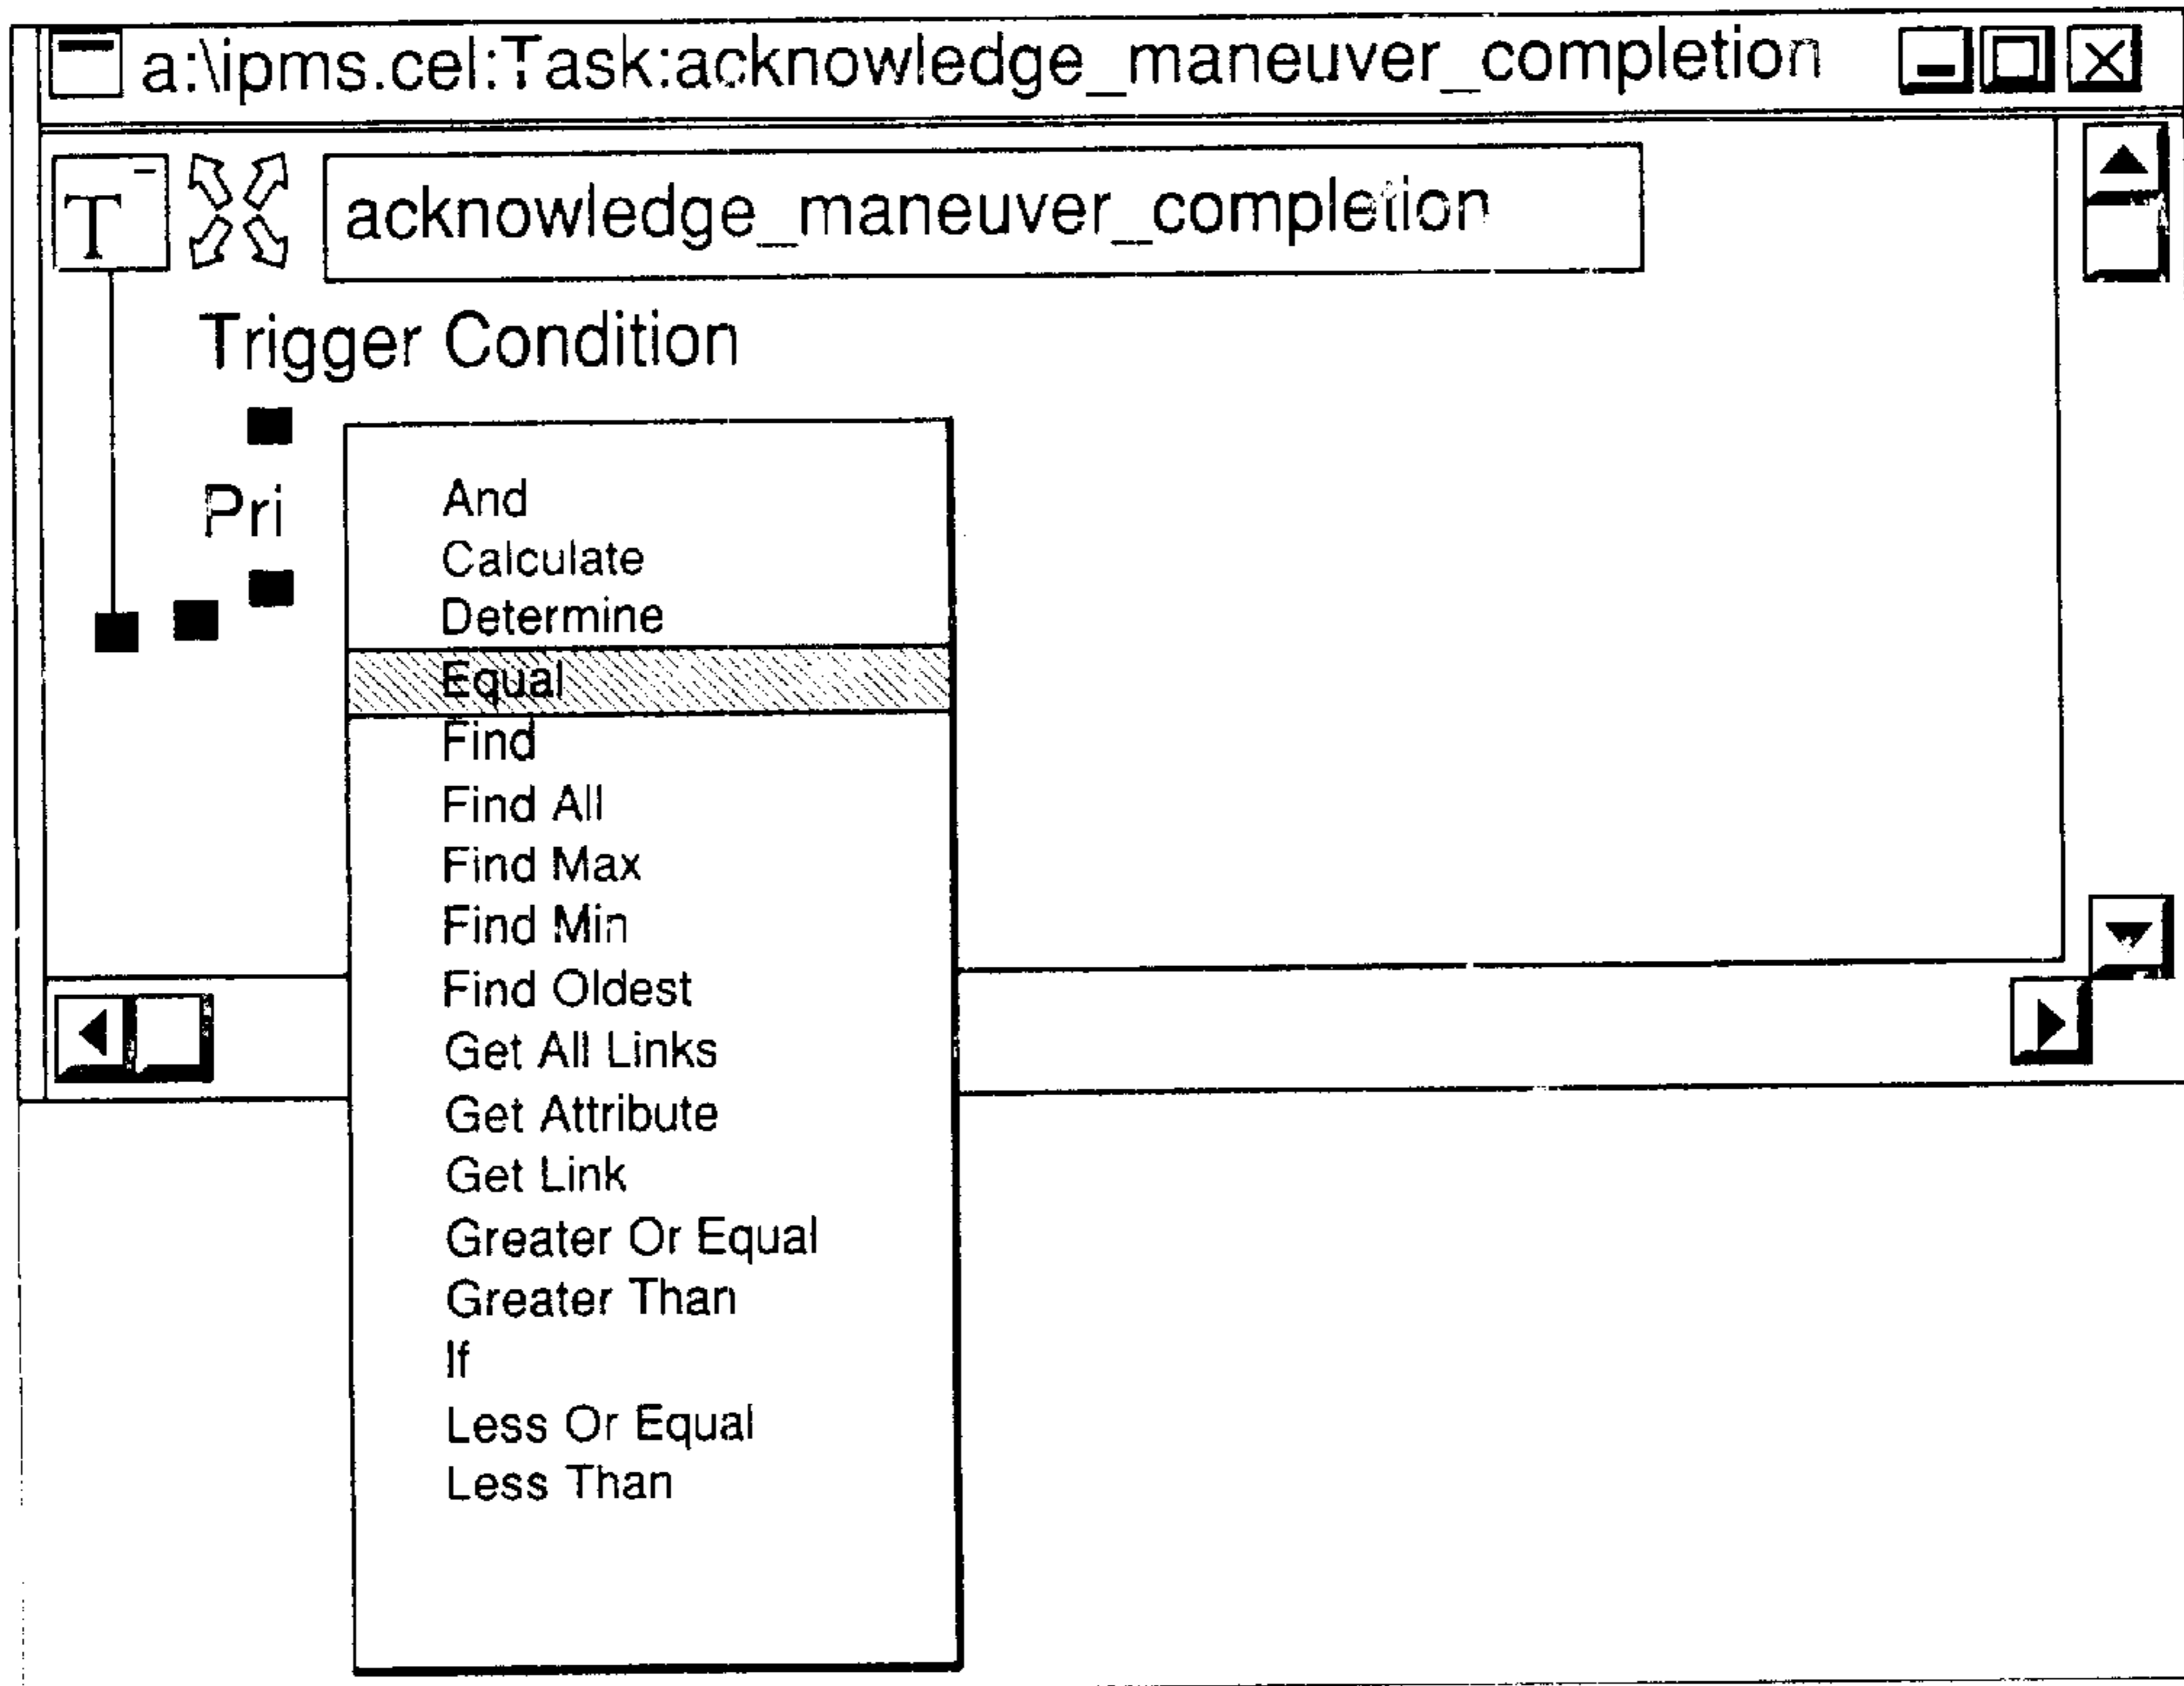 a:\ipms.cel:Task:acknowledge_maneuver_completion
T
acknowledge_maneuver_completion
Trigger Condition
Pri
And
Calculate
Determine
Equal
Find
Find All
Find Max
Find Min
Find Oldest
Get All Links
Get Attribute
Get Link
Greater Or Equal
Greater Than
If
Less Or Equal
Less Than